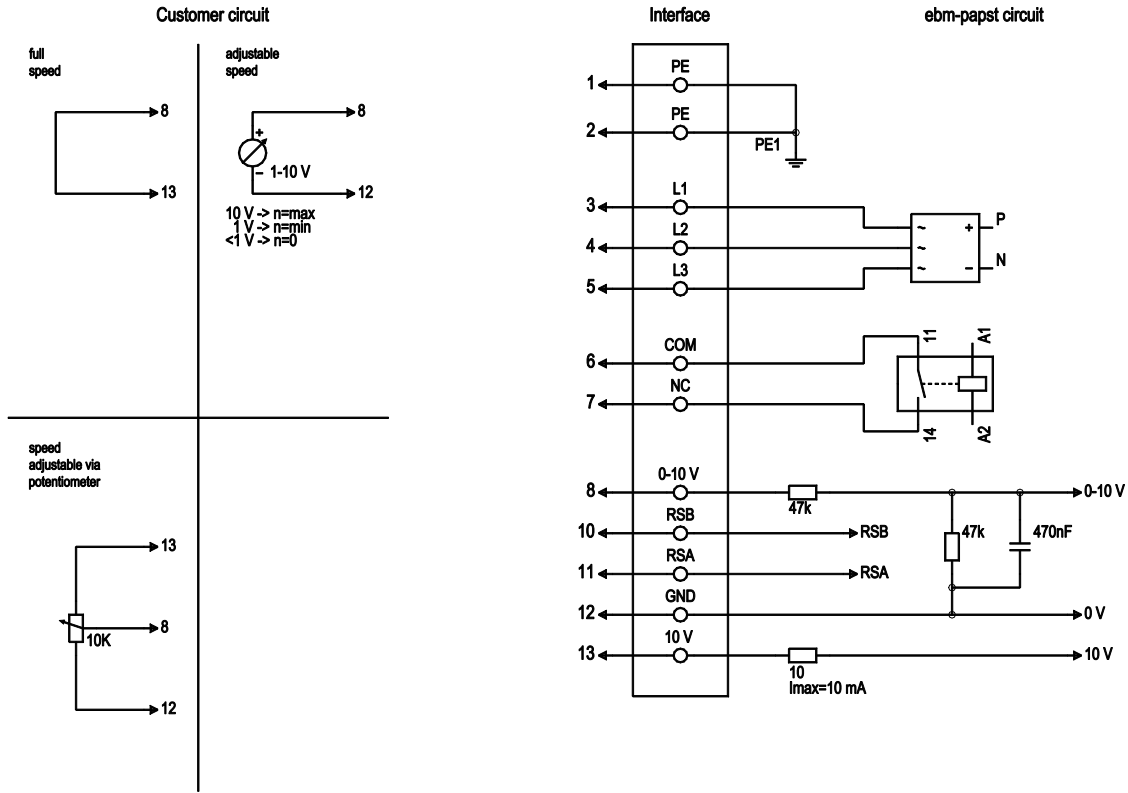 Customer circuit
Interface
ebm-papst circuit
full
speed
8
13
adjustable
speed
8
+
1-10 V
–
12
10 V -> n=max
1 V -> n=min
<1 V -> n=0
speed
adjustable via
potentiometer
13
8
10K
12
1
PE
2
PE
PE1
3
L1
4
L2
5
L3
~
~
~
+
–
P
N
6
COM
7
NC
11
14
A1
A2
8
0-10 V
47k
0-10 V
10
RSB
RSB
47k
470nF
11
RSA
RSA
12
GND
0 V
13
10 V
10
Imax=10 mA
10 V